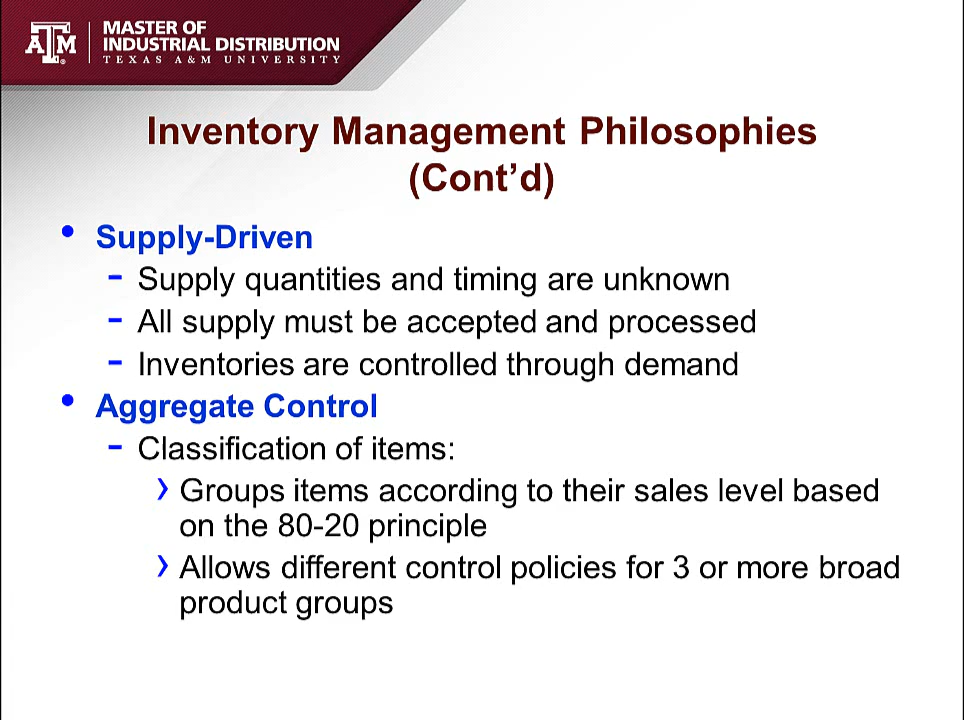 MASTER OF
INDUSTRIAL DISTRIBUTION
TEXAS A&M UNIVERSITY
ATM
Inventory Management Philosophies
(Cont’d)
• Supply-Driven
- Supply quantities and timing are unknown
- All supply must be accepted and processed
- Inventories are controlled through demand
• Aggregate Control
- Classification of items:
› Groups items according to their sales level based
on the 80-20 principle
› Allows different control policies for 3 or more broad
product groups